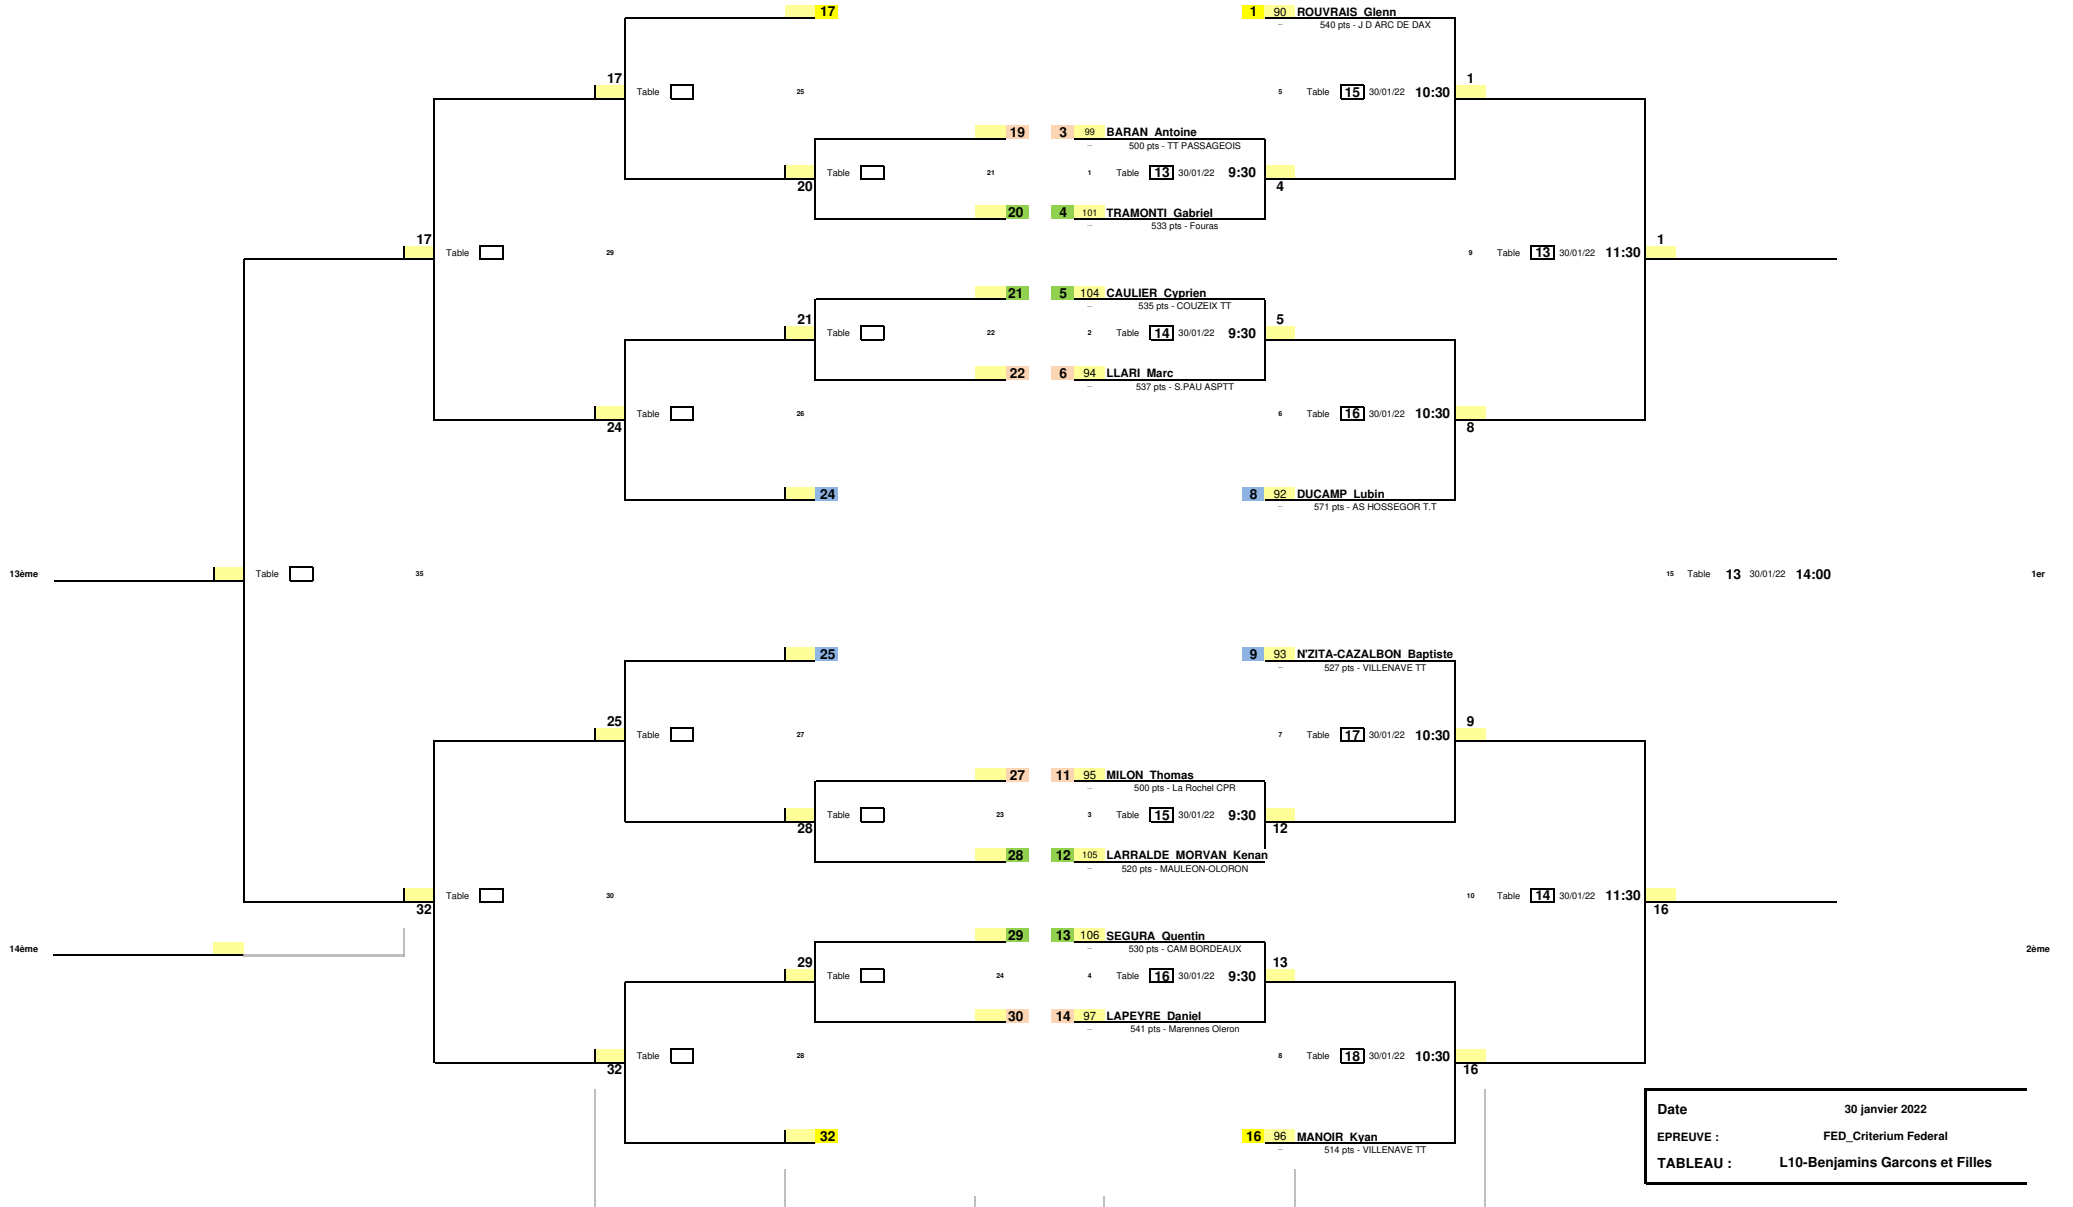 17 1 90 ROUVRAIS Glenn
– 540 pts - J D ARC DE DAX
17 1
Table 25 5 Table 15 30/01/22 10:30
19 3 99 BARAN Antoine
– 500 pts - TT PASSAGEOIS
Table 21 1 Table 13 30/01/22 9:30
20 4
20 4 101 TRAMONTI Gabriel
– 533 pts - Fouras
17 1
Table 29 9 Table 13 30/01/22 11:30
21 5 104 CAULIER Cyprien
– 535 pts - COUZEIX TT
21 5
Table 22 2 Table 14 30/01/22 9:30
22 6 94 LLARI Marc
– 537 pts - S.PAU ASPTT
Table 26 6 Table 16 30/01/22 10:30
24 8
24 8 92 DUCAMP Lubin
– 571 pts - AS HOSSEGOR T.T
13ème Table 35 15 Table 13 30/01/22 14:00 1er
25 9 93 N'ZITA-CAZALBON Baptiste
– 527 pts - VILLENAVE TT
25 9
Table 27 7 Table 17 30/01/22 10:30
27 11 95 MILON Thomas
– 500 pts - La Rochel CPR
Table 23 3 Table 15 30/01/22 9:30
28 12
28 12 105 LARRALDE MORVAN Kenan
– 520 pts - MAULEON-OLORON
Table 30 10 Table 14 30/01/22 11:30
32 16
29 13 106 SEGURA Quentin
14ème – 530 pts - CAM BORDEAUX 2ème
29 13
Table 24 4 Table 16 30/01/22 9:30
30 14 97 LAPEYRE Daniel
– 541 pts - Marennes Oleron
Table 28 8 Table 18 30/01/22 10:30
32 16
Date 30 janvier 2022
32 16 96 MANOIR Kyan
EPREUVE : FED_Criterium Federal
– 514 pts - VILLENAVE TT
TABLEAU : L10-Benjamins Garcons et Filles